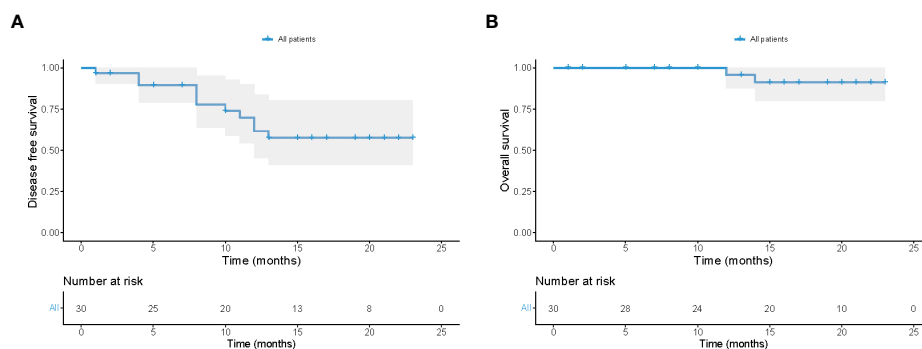 A
All patients
1.00
0.75
0.50
0.25
0.00
Disease free survival
0 5 10 15 20 25
Time (months)
Number at risk
All 30 25 20 13 8 0
0 5 10 15 20 25
Time (months)
B
All patients
1.00
0.75
0.50
0.25
0.00
Overall survival
0 5 10 15 20 25
Time (months)
Number at risk
All 30 28 24 20 10 0
0 5 10 15 20 25
Time (months)